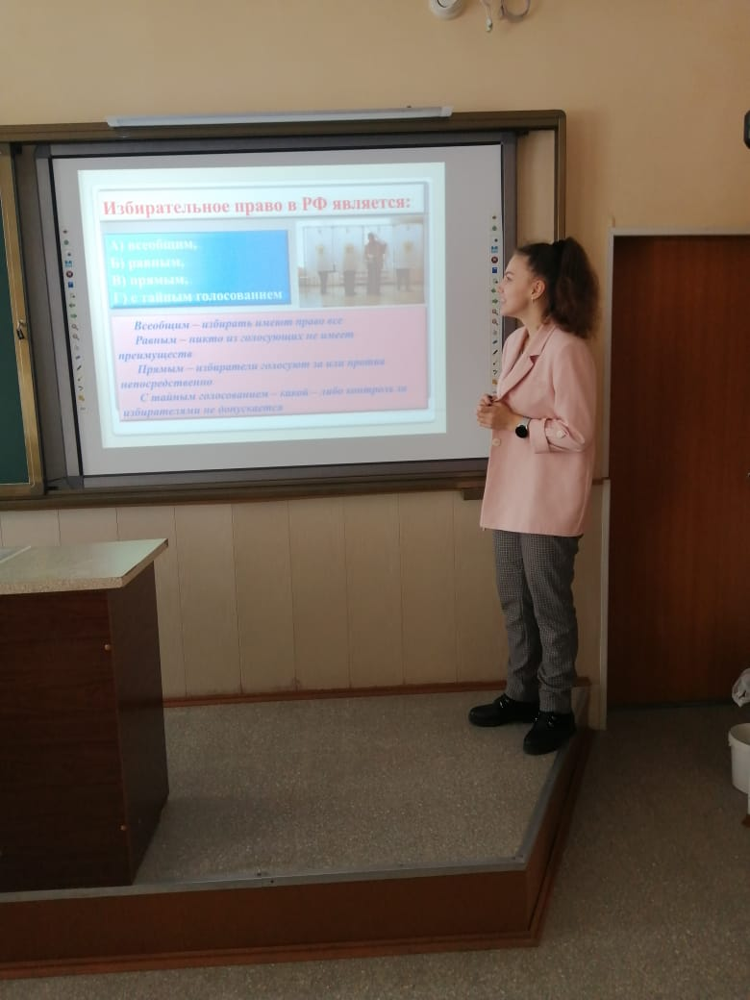 Избирательное право в РФ является:
А) всеобщим,
Б) равным,
В) прямым,
Г) с тайным голосованием
Всеобщим – избирать имеют право все
Равным – никто из голосующих не имеет
преимуществ
Прямым – избиратели голосуют за или против
непосредственно
С тайным голосованием – какой – либо контроль за
избирателями не допускается